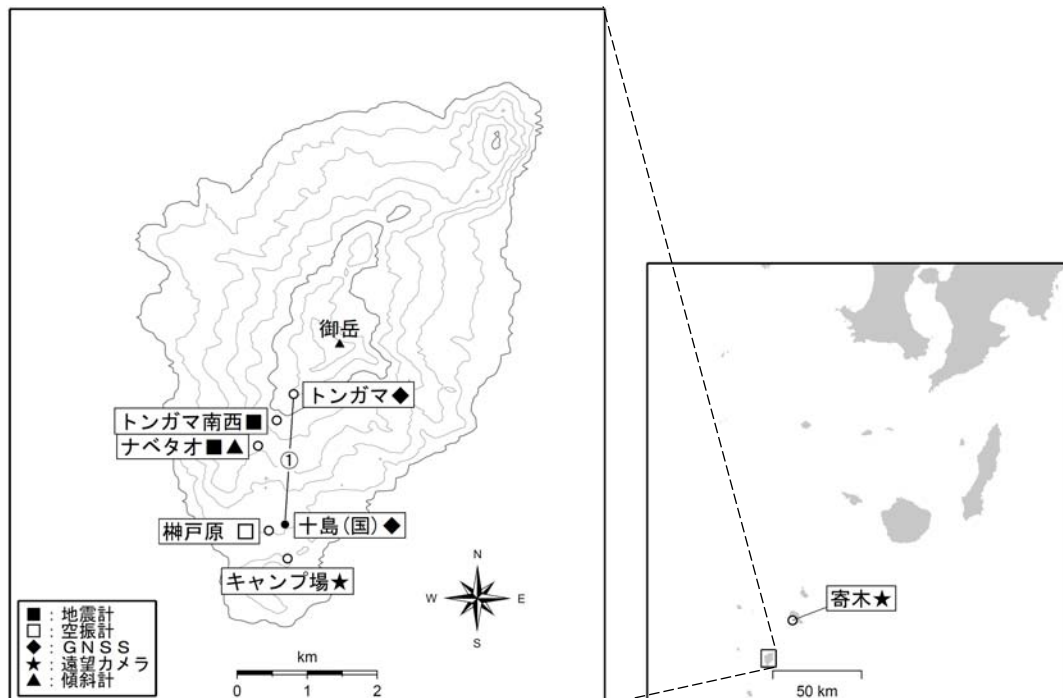 御岳▲
トンガマ◆
トンガマ南西■
ナベタオ■▲
①
榊戸原 □
十島(国)◆
キャンプ場★
N
W E
S
■:地震計
□:空振計
◆:GNSS
★:遠望カメラ
▲:傾斜計
km
0 1 2
寄木★
50 km